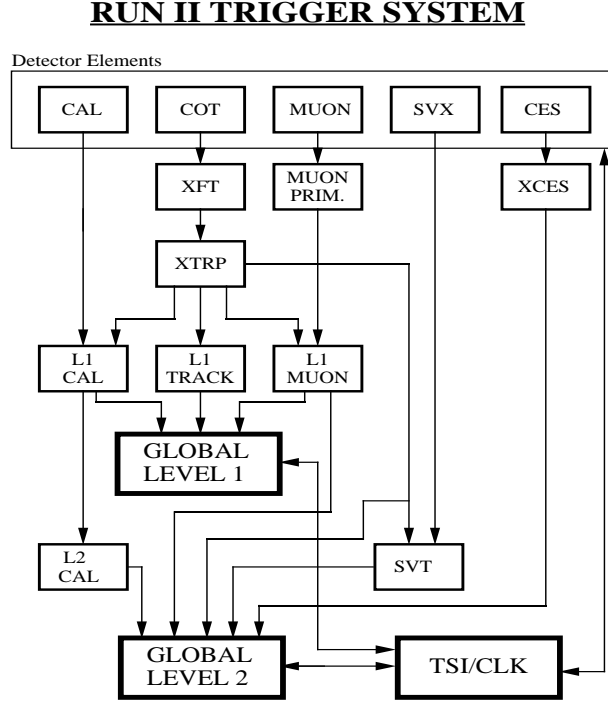 RUN II TRIGGER SYSTEM
Detector Elements
CAL
COT
MUON
SVX
CES
XFT
MUON
PRIM.
XCES
XTRP
L1
CAL
L1
TRACK
L1
MUON
GLOBAL
LEVEL 1
L2
CAL
SVT
GLOBAL
LEVEL 2
TSI/CLK